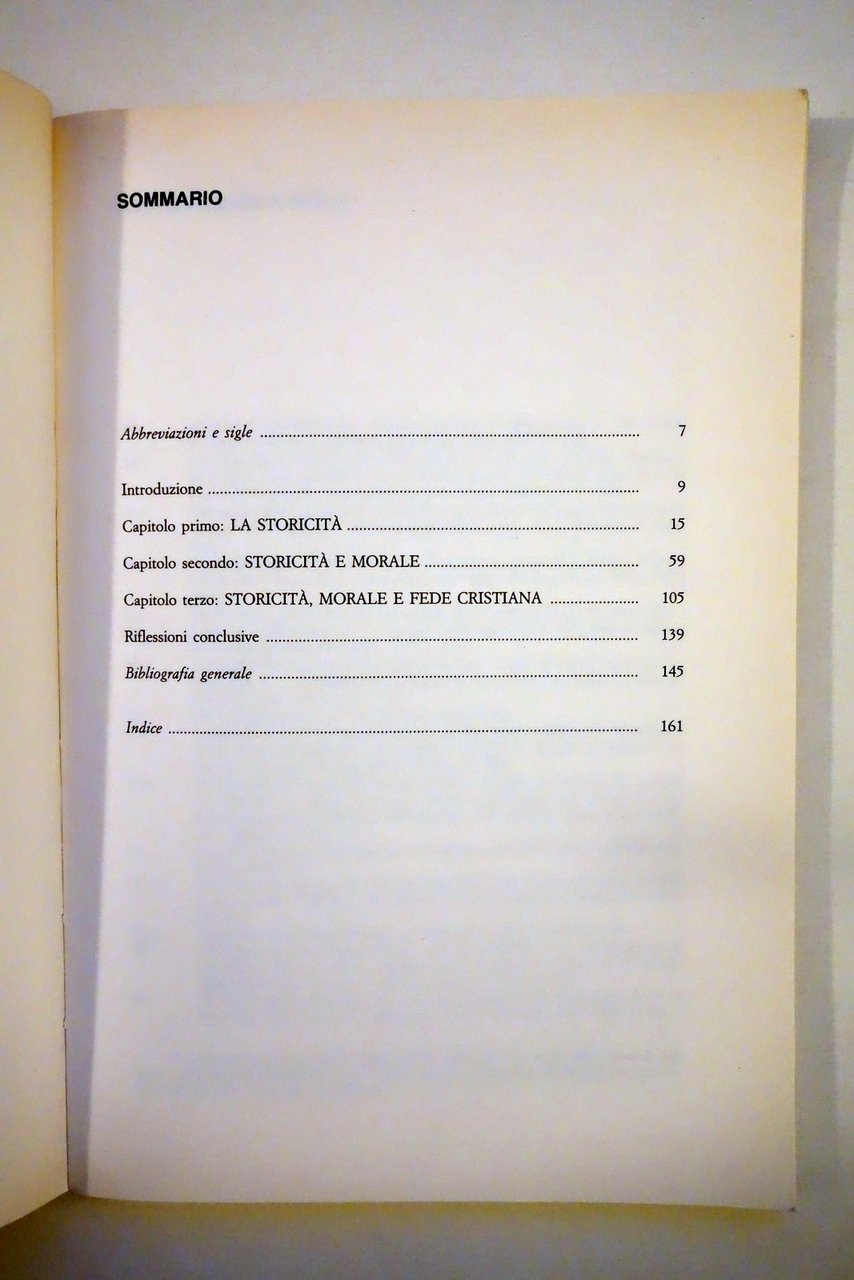 SOMMARIO
Abbreviazioni e sigle ........ 7
Introduzione ........ 9
Capitolo primo: LA STORICITÀ ........ 15
Capitolo secondo: STORICITÀ E MORALE ........ 59
Capitolo terzo: STORICITÀ, MORALE E FEDE CRISTIANA ........ 105
Riflessioni conclusive ........ 139
Bibliografia generale ........ 145
Indice ........ 161